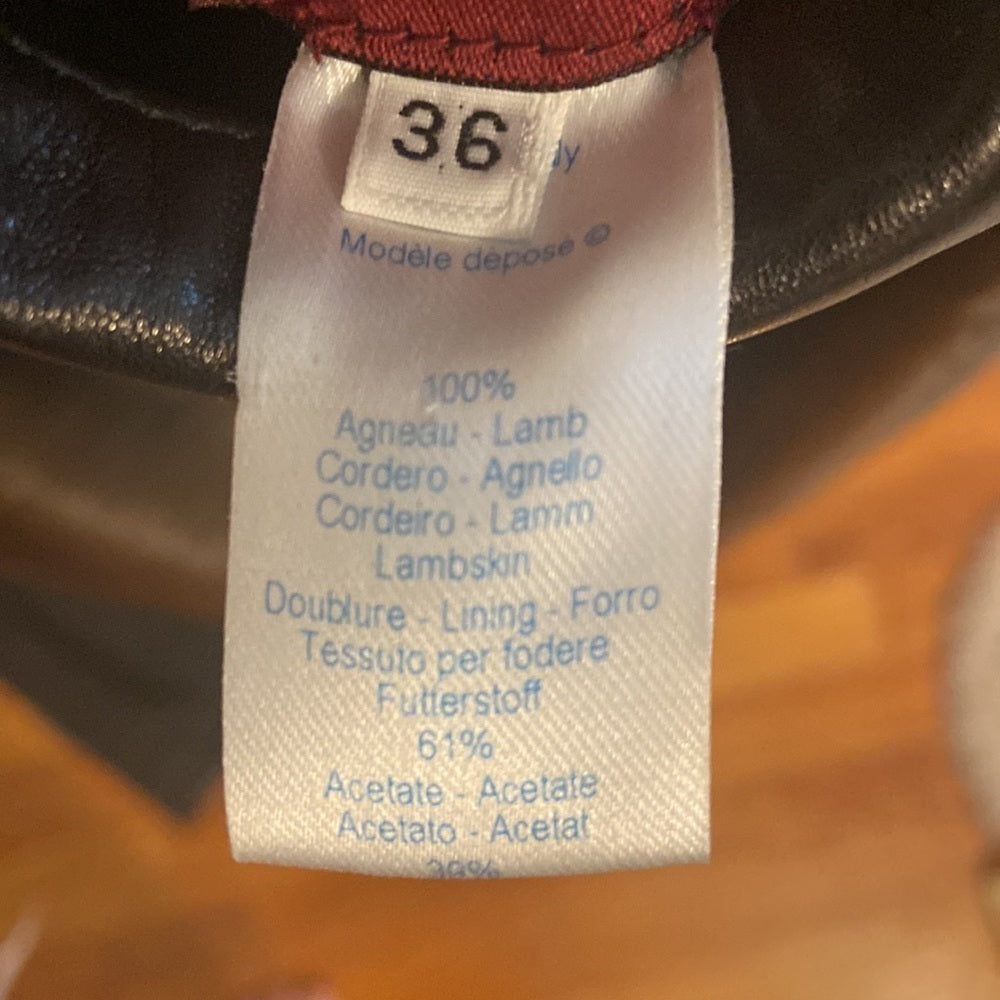 36
Modèle déposé ©
100%
Agneau - Lamb
Cordero - Agnello
Cordeiro - Lamm
Lambskin
Doublure - Lining - Forro
Tessuto per fodere
Futterstoff
61%
Acetate - Acetate
Acetato - Acetat
39%